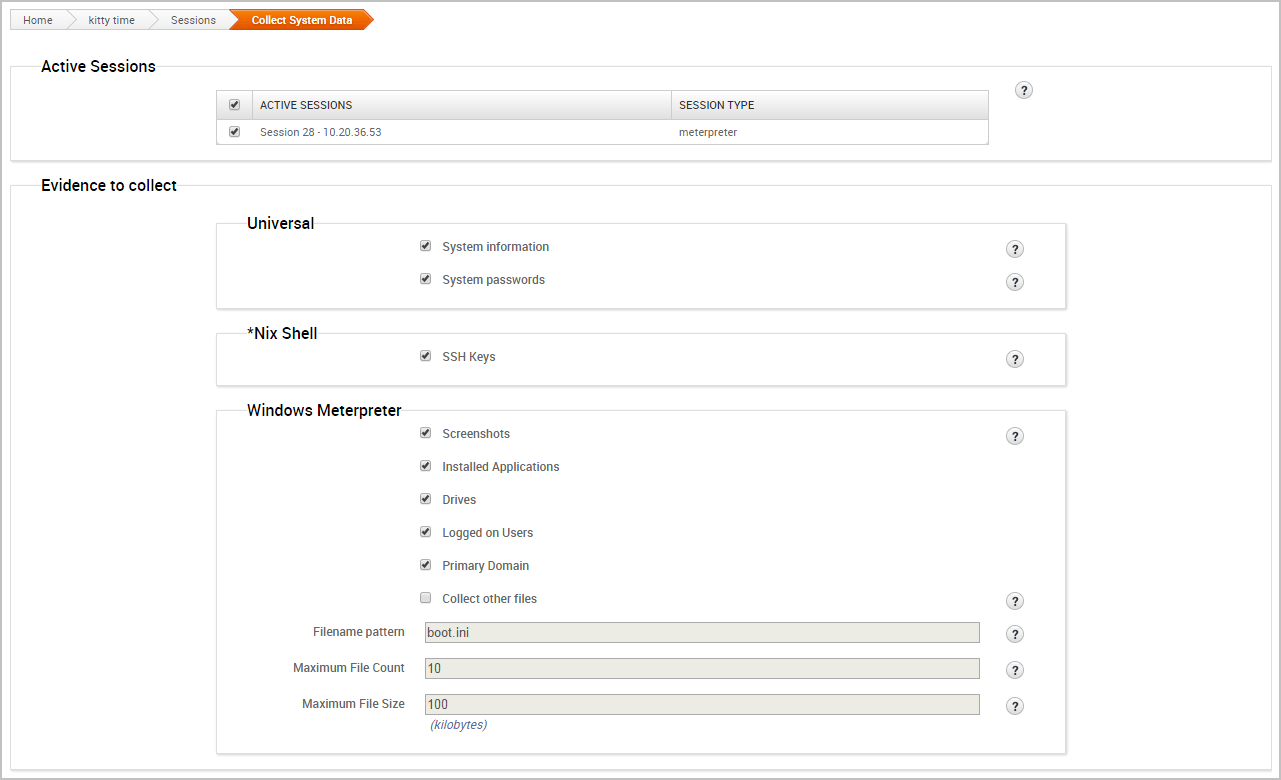 Home kitty time Sessions Collect System Data
Active Sessions
?
ACTIVE SESSIONS SESSION TYPE
Session 28 - 10.20.36.53 meterpreter
Evidence to collect
Universal
System information ?
System passwords ?
*Nix Shell
SSH Keys ?
Windows Meterpreter
Screenshots ?
Installed Applications
Drives
Logged on Users
Primary Domain
Collect other files ?
Filename pattern boot.ini ?
Maximum File Count 10 ?
Maximum File Size 100 ?
(kilobytes)